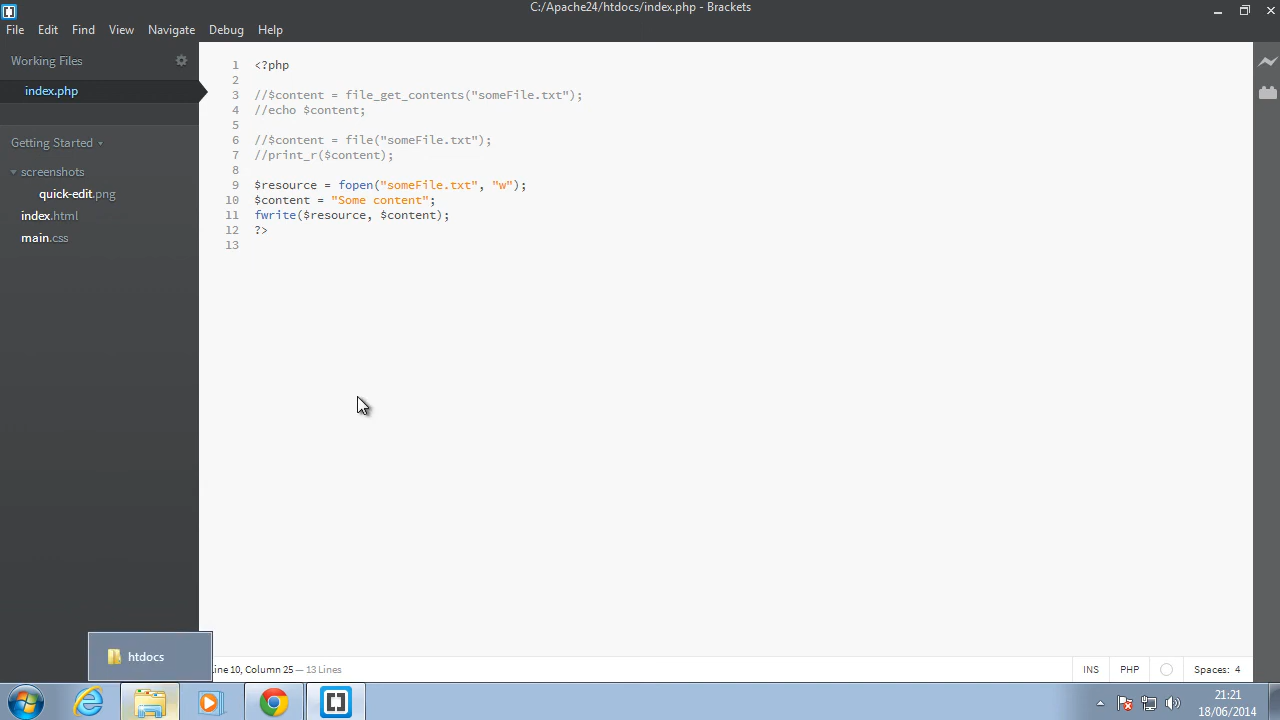 C:/Apache24/htdocs/index.php - Brackets
File Edit Find View Navigate Debug Help
Working Files
index.php
Getting Started
screenshots
quick-edit.png
index.html
main.css
1 <?php
2
3 //$content = file_get_contents("someFile.txt");
4 //echo $content;
5
6 //$content = file("someFile.txt");
7 //print_r($content);
8
9 $resource = fopen("someFile.txt", "w");
10 $content = "Some content";
11 fwrite($resource, $content);
12 ?>
13
htdocs
ine 10, Column 25 — 13 Lines
INS PHP Spaces: 4
21:21
18/06/2014